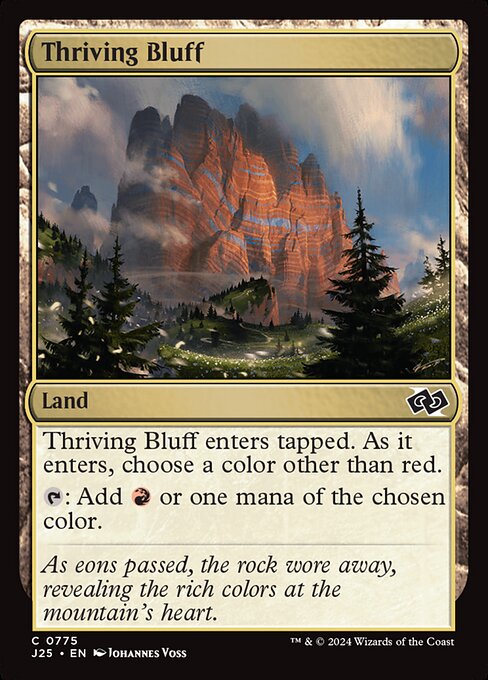 Thriving Bluff
Land
Thriving Bluff enters tapped. As it
enters, choose a color other than red.
: Add or one mana of the chosen
color.
As eons passed, the rock wore away,
revealing the rich colors at the
mountain's heart.
C 0775
J25 • EN Johannes Voss
™ & © 2024 Wizards of the Coast